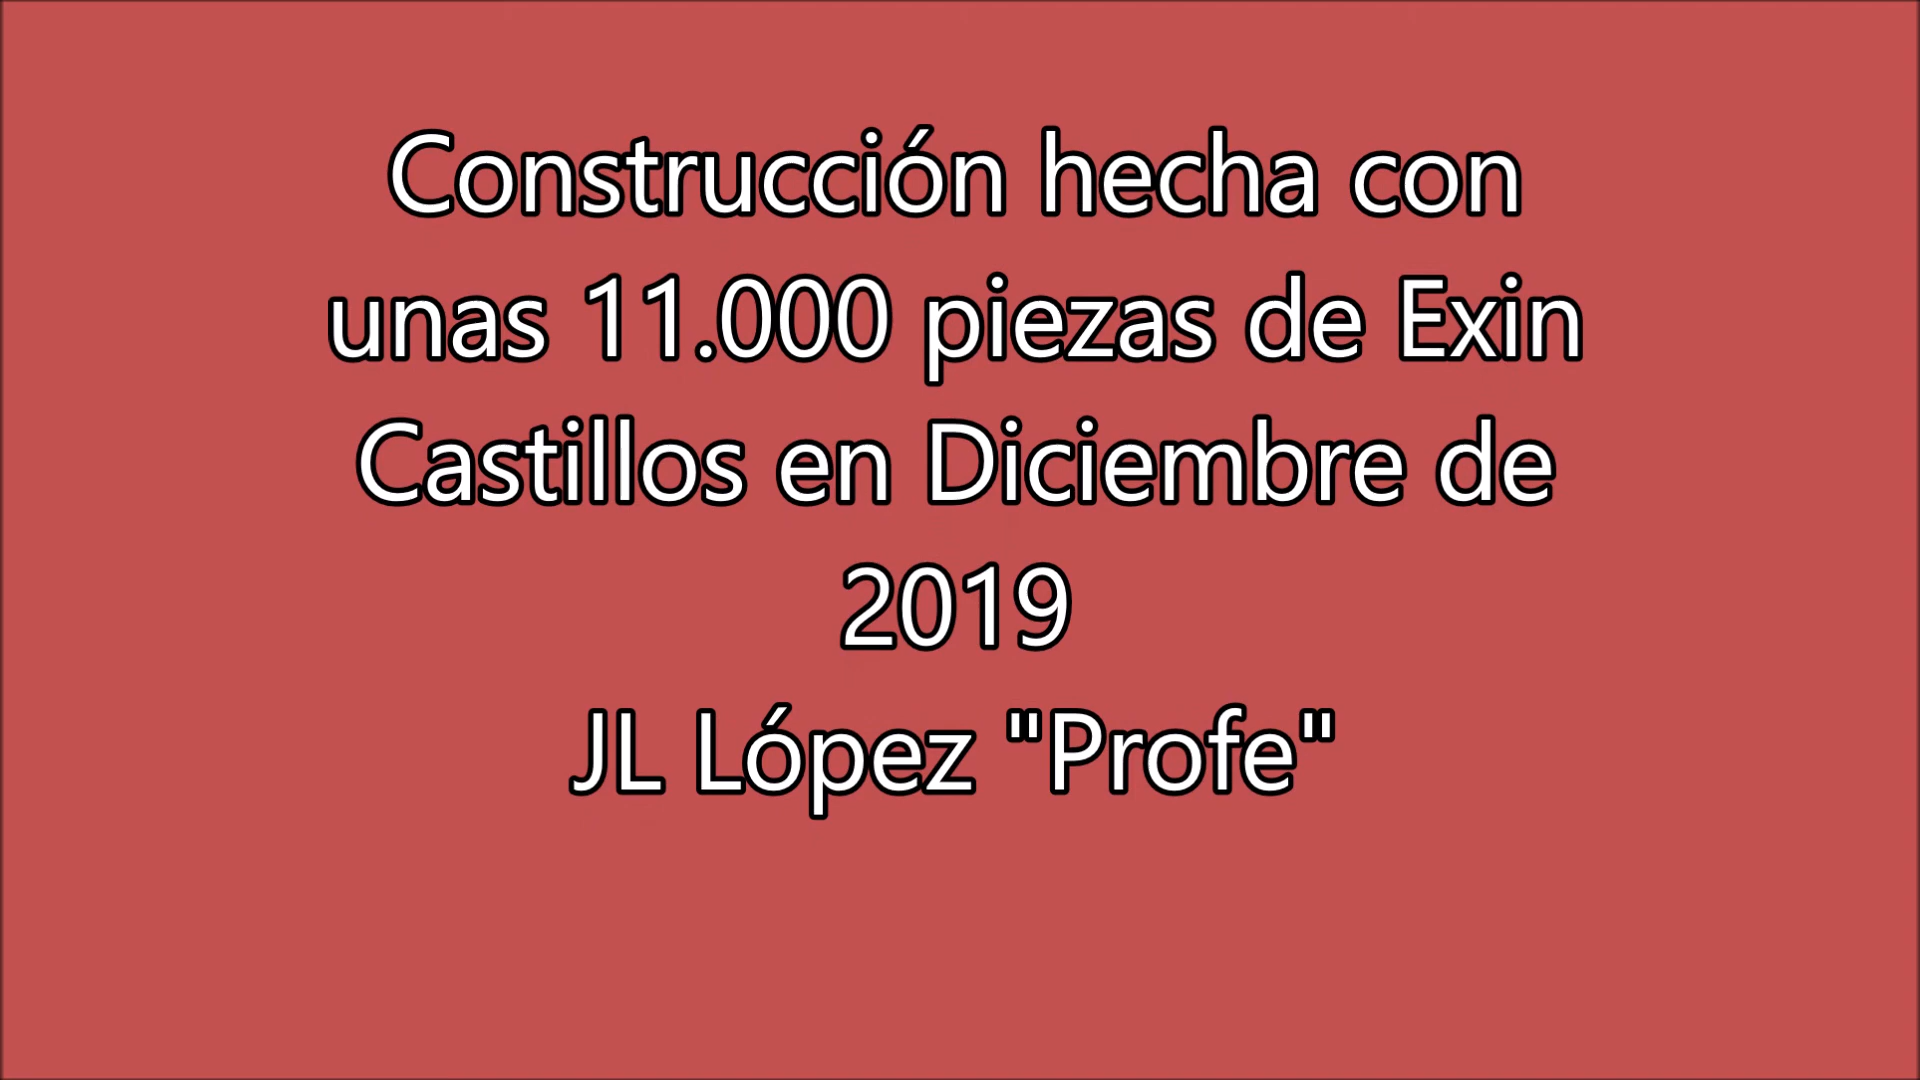 Construcción hecha con
unas 11.000 piezas de Exin
Castillos en Diciembre de
2019
JL López "Profe"